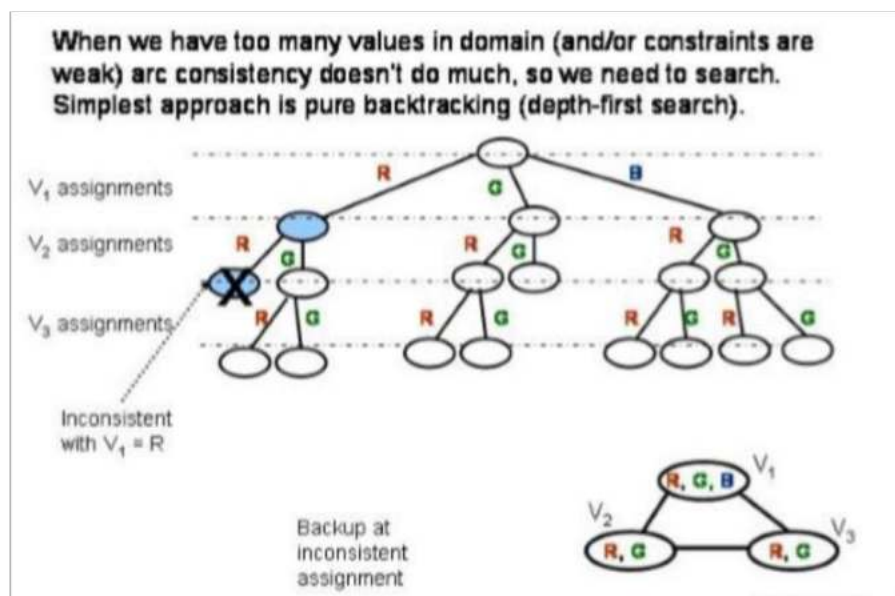 When we have too many values in domain (and/or constraints are
weak) arc consistency doesn't do much, so we need to search.
Simplest approach is pure backtracking (depth-first search).
R
G
B
V₁ assignments
V₂ assignments
R
G
R
G
R
G
X
V₃ assignments
R
G
R
G
R
G
R
G
Inconsistent
with V₁ = R
V₁
R, G, B
V₂
V₃
R, G
R, G
Backup at
inconsistent
assignment